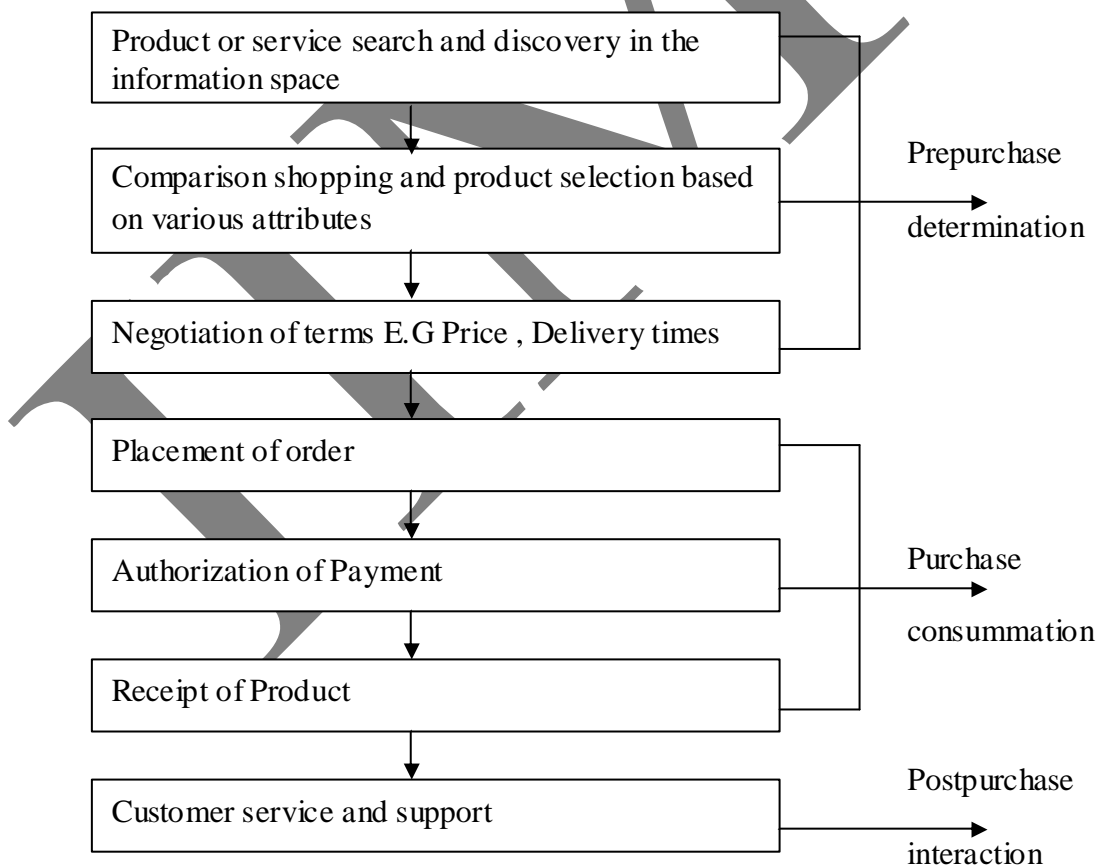 Product or service search and discovery in the
information space
Comparison shopping and product selection based
on various attributes
Prepurchase
determination
Negotiation of terms E.G Price , Delivery times
Placement of order
Authorization of Payment
Purchase
consummation
Receipt of Product
Customer service and support
Postpurchase
interaction